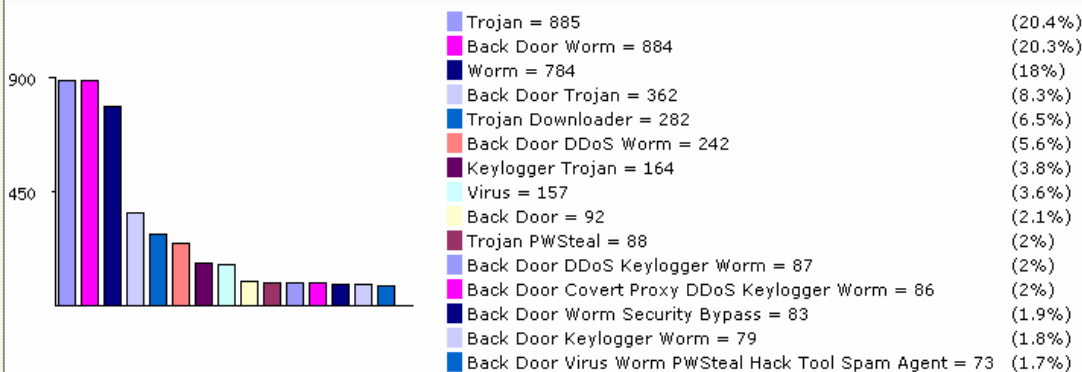 900
450
Trojan = 885 (20.4%)
Back Door Worm = 884 (20.3%)
Worm = 784 (18%)
Back Door Trojan = 362 (8.3%)
Trojan Downloader = 282 (6.5%)
Back Door DDoS Worm = 242 (5.6%)
Keylogger Trojan = 164 (3.8%)
Virus = 157 (3.6%)
Back Door = 92 (2.1%)
Trojan PWSteal = 88 (2%)
Back Door DDoS Keylogger Worm = 87 (2%)
Back Door Covert Proxy DDoS Keylogger Worm = 86 (2%)
Back Door Worm Security Bypass = 83 (1.9%)
Back Door Keylogger Worm = 79 (1.8%)
Back Door Virus Worm PWSteal Hack Tool Spam Agent = 73 (1.7%)